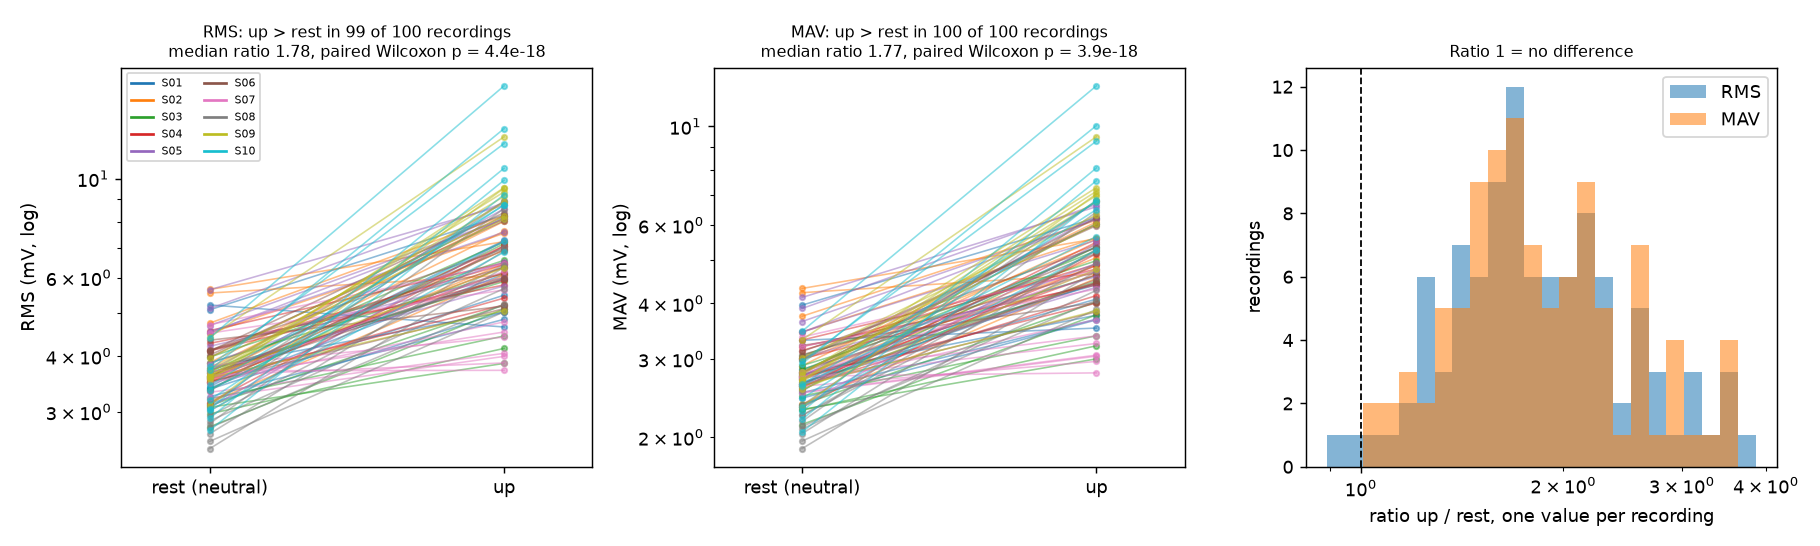 RMS: up > rest in 99 of 100 recordings
median ratio 1.78, paired Wilcoxon p = 4.4e-18
RMS (mV, log)
10¹
6 × 10⁰
4 × 10⁰
3 × 10⁰
S01
S02
S03
S04
S05
S06
S07
S08
S09
S10
rest (neutral)
up
MAV: up > rest in 100 of 100 recordings
median ratio 1.77, paired Wilcoxon p = 3.9e-18
MAV (mV, log)
10¹
6 × 10⁰
4 × 10⁰
3 × 10⁰
2 × 10⁰
rest (neutral)
up
Ratio 1 = no difference
recordings
12
10
8
6
4
2
0
RMS
MAV
10⁰
2 × 10⁰
3 × 10⁰
4 × 10⁰
ratio up / rest, one value per recording